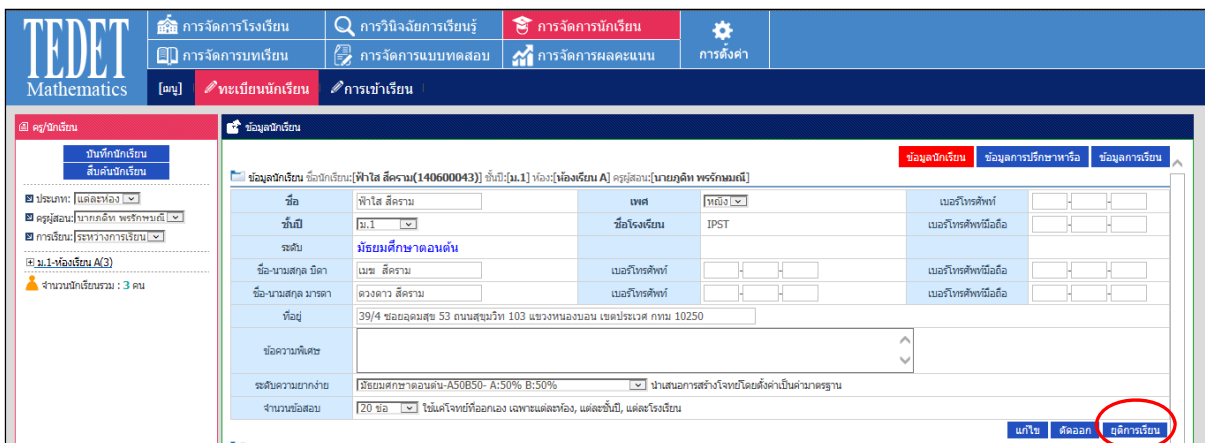 TEDET
Mathematics
การจัดการโรงเรียน
การวินิจฉัยการเรียนรู้
การจัดการนักเรียน
การจัดการบทเรียน
การจัดการแบบทดสอบ
การจัดการผลคะแนน
การตั้งค่า
[เมนู] ทะเบียนนักเรียน การเข้าเรียน
ครู/นักเรียน
บันทึกนักเรียน
สืบค้นนักเรียน
ประเภท: แต่ละห้อง
ครูผู้สอน: นายภูดิท พรรักษมณี
การเรียน: ระหว่างการเรียน
ม.1-ห้องเรียน A(3)
จำนวนนักเรียนรวม : 3 คน
ข้อมูลนักเรียน
ข้อมูลนักเรียน ข้อมูลการปรึกษาหารือ ข้อมูลการเรียน
ข้อมูลนักเรียน ชื่อนักเรียน:[ฟ้าใส สีคราม(140600043)] ชั้นปี:[ม.1] ห้อง:[ห้องเรียน A] ครูผู้สอน:[นายภูดิท พรรักษมณี]
ชื่อ ฟ้าใส สีคราม เพศ หญิง เบอร์โทรศัพท์ - -
ชั้นปี ม.1 ชื่อโรงเรียน IPST เบอร์โทรศัพท์มือถือ - -
ระดับ มัธยมศึกษาตอนต้น
ชื่อ-นามสกุล บิดา เมฆ สีคราม เบอร์โทรศัพท์ - - เบอร์โทรศัพท์มือถือ - -
ชื่อ-นามสกุล มารดา ดวงดาว สีคราม เบอร์โทรศัพท์ - - เบอร์โทรศัพท์มือถือ - -
ที่อยู่ 39/4 ซอยอุดมสุข 53 ถนนสุขุมวิท 103 แขวงหนองบอน เขตประเวศ กทม 10250
ข้อความพิเศษ
ระดับความยากง่าย มัธยมศึกษาตอนต้น-A50B50- A:50% B:50% นำเสนอการสร้างโจทย์โดยตั้งค่าเป็นค่ามาตรฐาน
จำนวนข้อสอบ 20 ข้อ ใช้แค่โจทย์ที่ออกเอง เฉพาะแต่ละห้อง, แต่ละชั้นปี, แต่ละโรงเรียน
แก้ไข คัดออก ยุติการเรียน